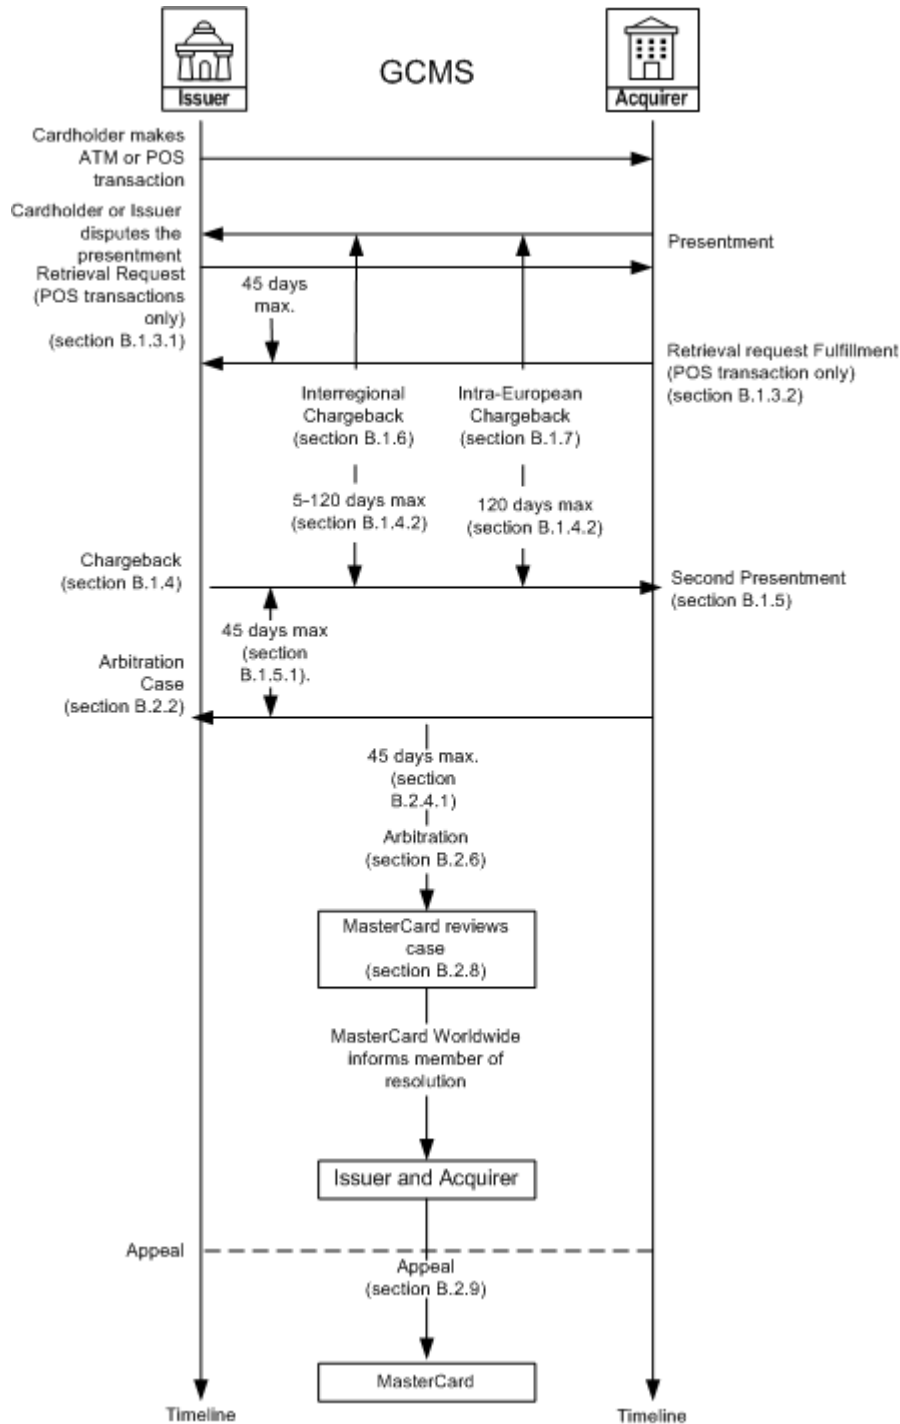 Issuer
GCMS
Acquirer
Cardholder makes
ATM or POS
transaction
Cardholder or Issuer
disputes the
presentment
Presentment
Retrieval Request
(POS transactions
only)
(section B.1.3.1)
45 days
max.
Retrieval request Fulfillment
(POS transaction only)
(section B.1.3.2)
Interregional
Chargeback
(section B.1.6)
Intra-European
Chargeback
(section B.1.7)
5-120 days max
(section B.1.4.2)
120 days max
(section B.1.4.2)
Chargeback
(section B.1.4)
Second Presentment
(section B.1.5)
45 days max
(section
B.1.5.1).
Arbitration
Case
(section B.2.2)
45 days max.
(section
B.2.4.1)
Arbitration
(section B.2.6)
MasterCard reviews
case
(section B.2.8)
MasterCard Worldwide
informs member of
resolution
Issuer and Acquirer
Appeal
Appeal
(section B.2.9)
MasterCard
Timeline
Timeline